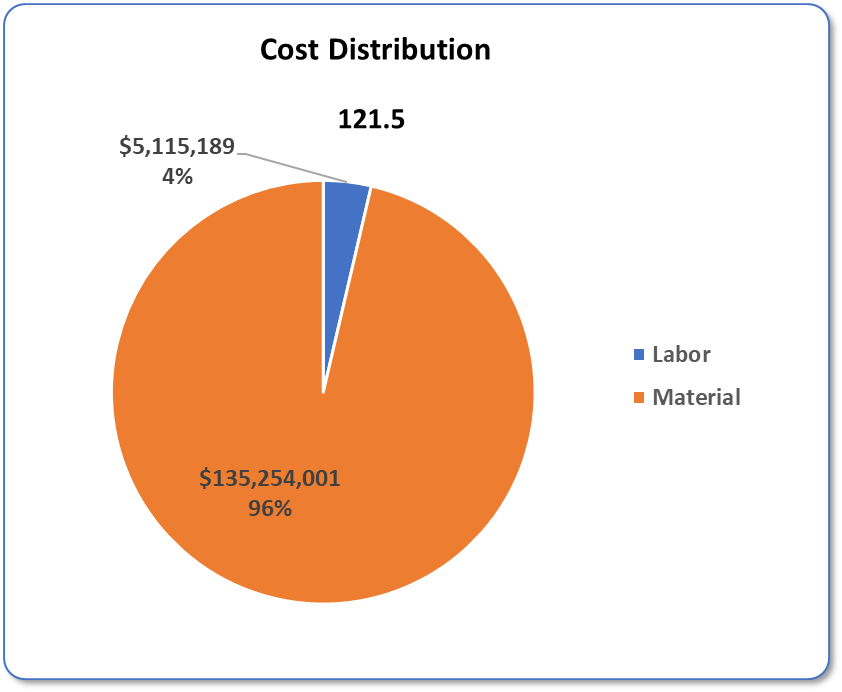 Cost Distribution
121.5
$5,115,189
4%
$135,254,001
96%
Labor
Material